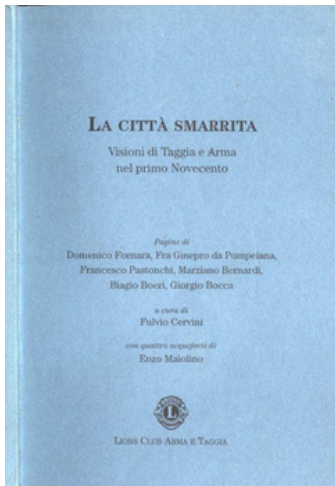 LA CITTÀ SMARRITA
Visioni di Taggia e Arma
nel primo Novecento
Pagine di
Domenico Fornara, Fra Ginepro da Pompeiana,
Francesco Pastonchi, Marziano Bernardi,
Biagio Boeri, Giorgio Bocca
a cura di
Fulvio Cervini
con quattro acqueforti di
Enzo Maiolino
L
LIONS CLUB ARMA E TAGGIA